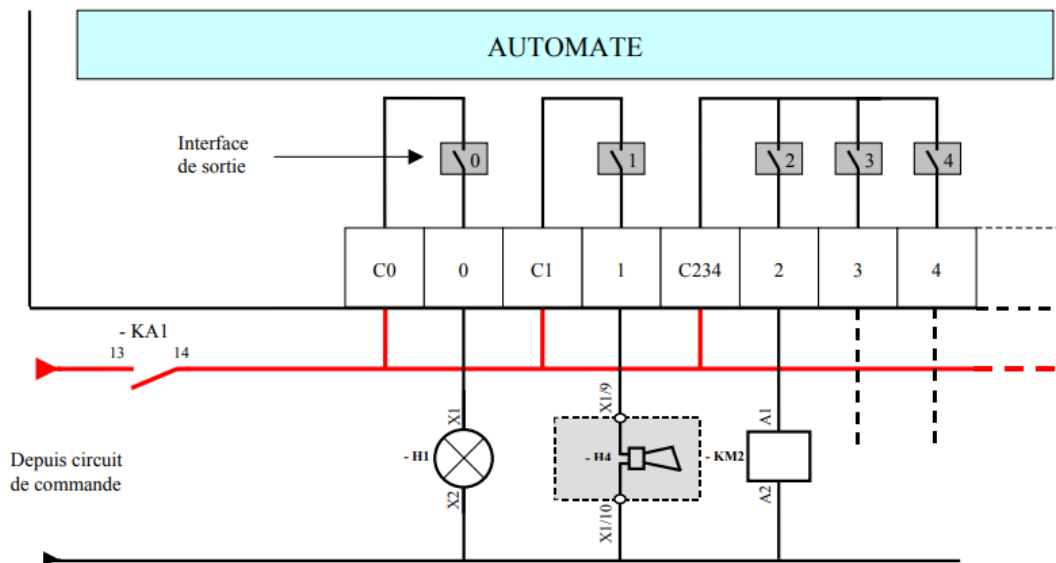 AUTOMATE
Interface
de sortie
0
1
2
3
4
C0
0
C1
1
C234
2
3
4
- KA1
13
14
X1
X1/9
A1
- H1
- H4
- KM2
Depuis circuit
de commande
X2
X1/10
A2